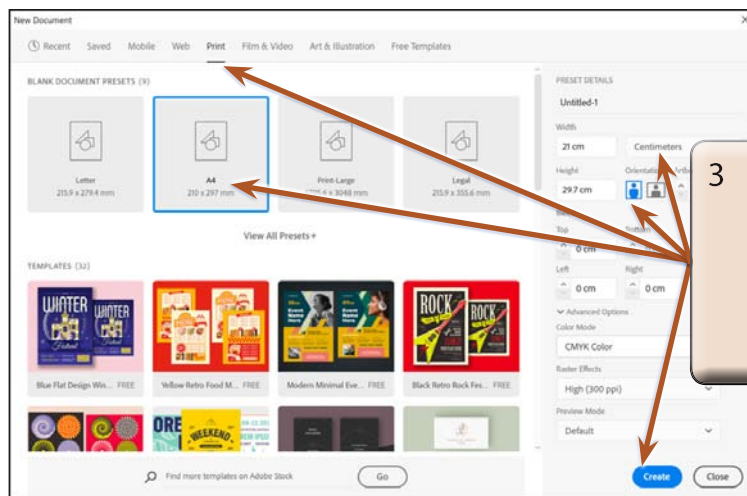 New Document
Recent Saved Mobile Web Print Film & Video Art & Illustration Free Templates
BLANK DOCUMENT PRESETS (9)
Letter
215.9 x 279.4 mm
A4
210 x 297 mm
Print-Large
3048 mm
Legal
215.9 x 355.6 mm
View All Presets +
TEMPLATES (32)
WINTER
WINTER
Festival
ROCK
ROCK
Blue Flat Design Win... FREE
Yellow Retro Food M... FREE
Modern Minimal Eve... FREE
Black Retro Rock Fes... FREE
WEEKEND
Find more templates on Adobe Stock
Go
PRESET DETAILS
Untitled-1
Width
21 cm
Centimeters
Height
Orientation
29.7 cm
Top
Bottom
0 cm
Left
Right
0 cm
0 cm
Advanced Options
Color Mode
CMYK Color
Raster Effects
High (300 ppi)
Preview Mode
Default
Create
Close
3